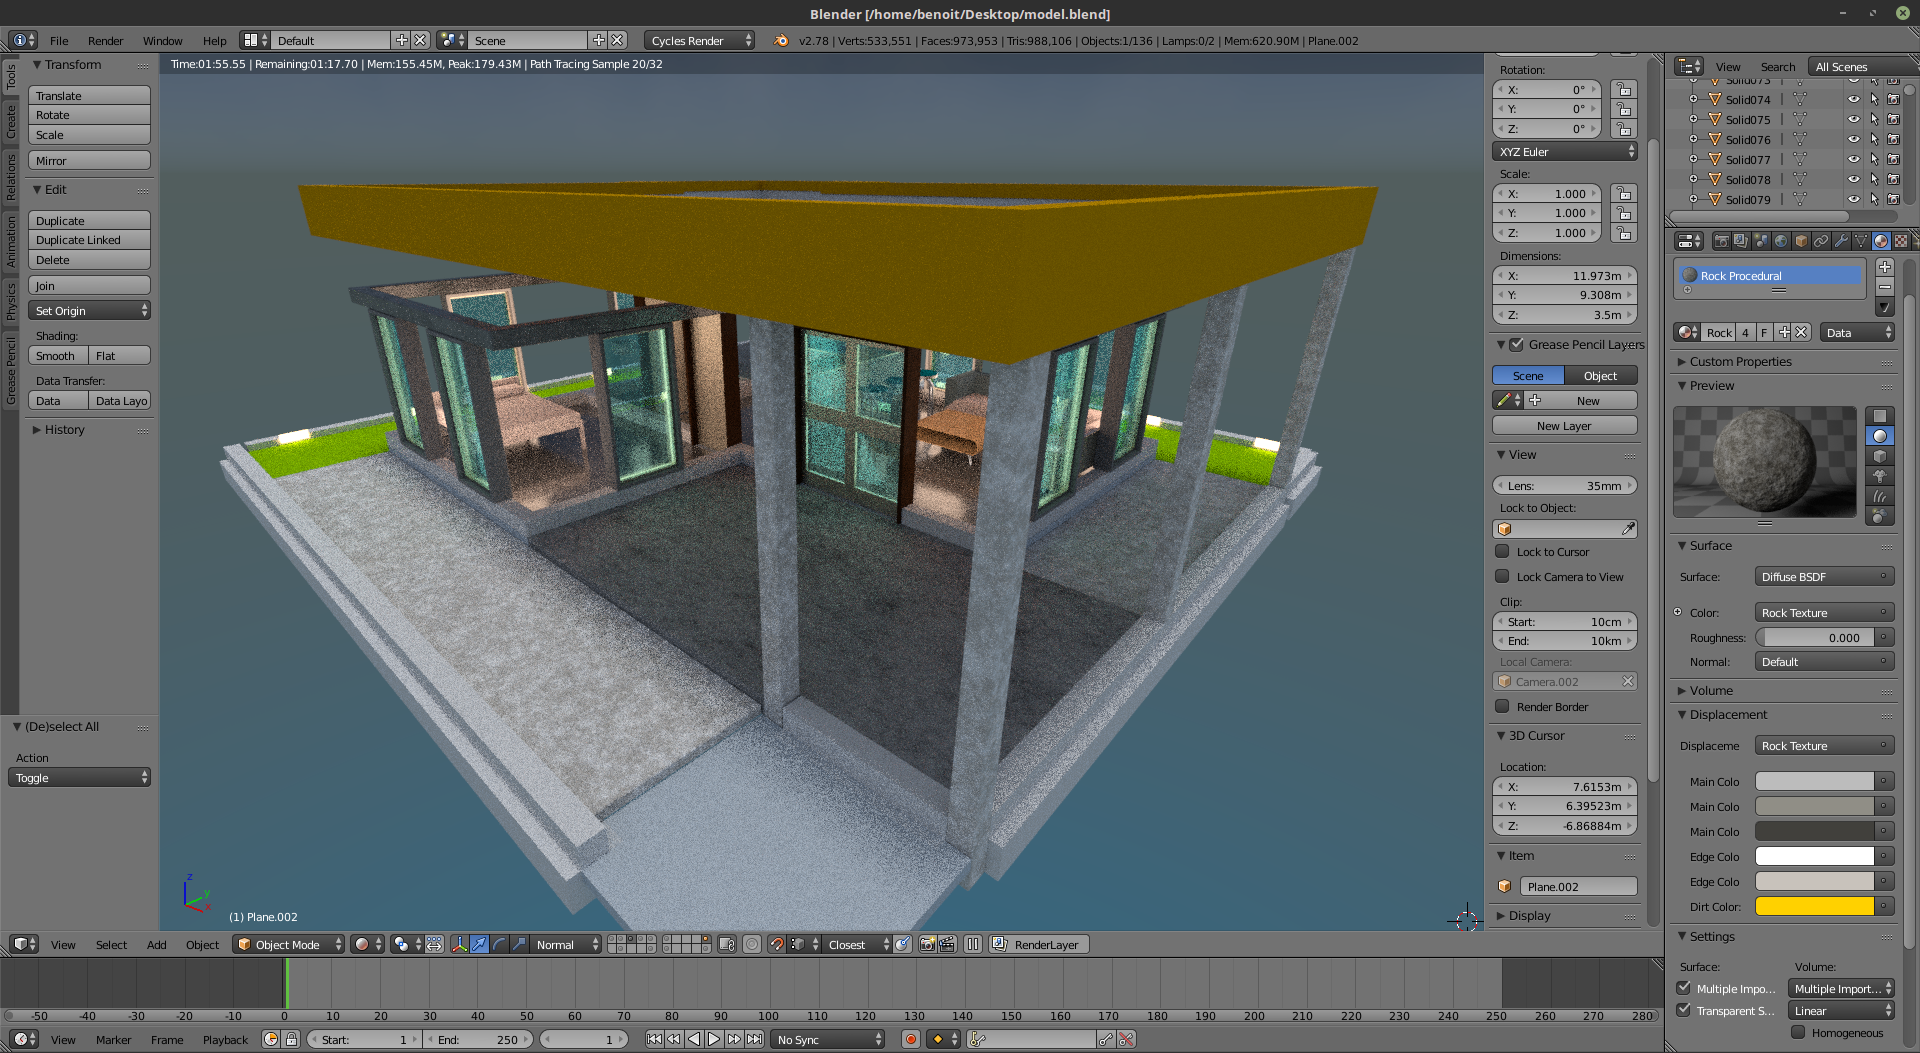 Blender [/home/benoit/Desktop/model.blend]
File Render Window Help Default Scene Cycles Render v2.78 | Verts:533,551 | Faces:973,953 | Tris:988,106 | Objects:1/136 | Lamps:0/2 | Mem:620.90M | Plane.002
Time:01:55.55 | Remaining:01:17.70 | Mem:155.45M, Peak:179.43M | Path Tracing Sample 20/32
Tools
Create
Relations
Animation
Physics
Grease Pencil
Transform
Translate
Rotate
Scale
Mirror
Edit
Duplicate
Duplicate Linked
Delete
Join
Set Origin
Shading:
Smooth Flat
Data Transfer:
Data Data Layo
History
(De)select All
Action
Toggle
z
y
x
(1) Plane.002
Rotation:
X: 0°
Y: 0°
Z: 0°
XYZ Euler
Scale:
X: 1.000
Y: 1.000
Z: 1.000
Dimensions:
X: 11.973m
Y: 9.308m
Z: 3.5m
Grease Pencil Layers
Scene Object
New
New Layer
View
Lens: 35mm
Lock to Object:
Lock to Cursor
Lock Camera to View
Clip:
Start: 10cm
End: 10km
Local Camera:
Camera.002
Render Border
3D Cursor
Location:
X: 7.6153m
Y: 6.39523m
Z: -6.86884m
Item
Plane.002
Display
View Search All Scenes
Solid073
Solid074
Solid075
Solid076
Solid077
Solid078
Solid079
Rock Procedural
Rock 4 F Data
Custom Properties
Preview
Surface
Surface: Diffuse BSDF
Color: Rock Texture
Roughness: 0.000
Normal: Default
Volume
Displacement
Displaceme Rock Texture
Main Colo
Main Colo
Main Colo
Edge Colo
Edge Colo
Dirt Color:
Settings
Surface: Volume:
Multiple Impo... Multiple Import...
Transparent S... Linear
Homogeneous
View Select Add Object Object Mode Normal Closest RenderLayer
-50 -40 -30 -20 -10 0 10 20 30 40 50 60 70 80 90 100 110 120 130 140 150 160 170 180 190 200 210 220 230 240 250 260 270 280
View Marker Frame Playback Start: 1 End: 250 1 No Sync